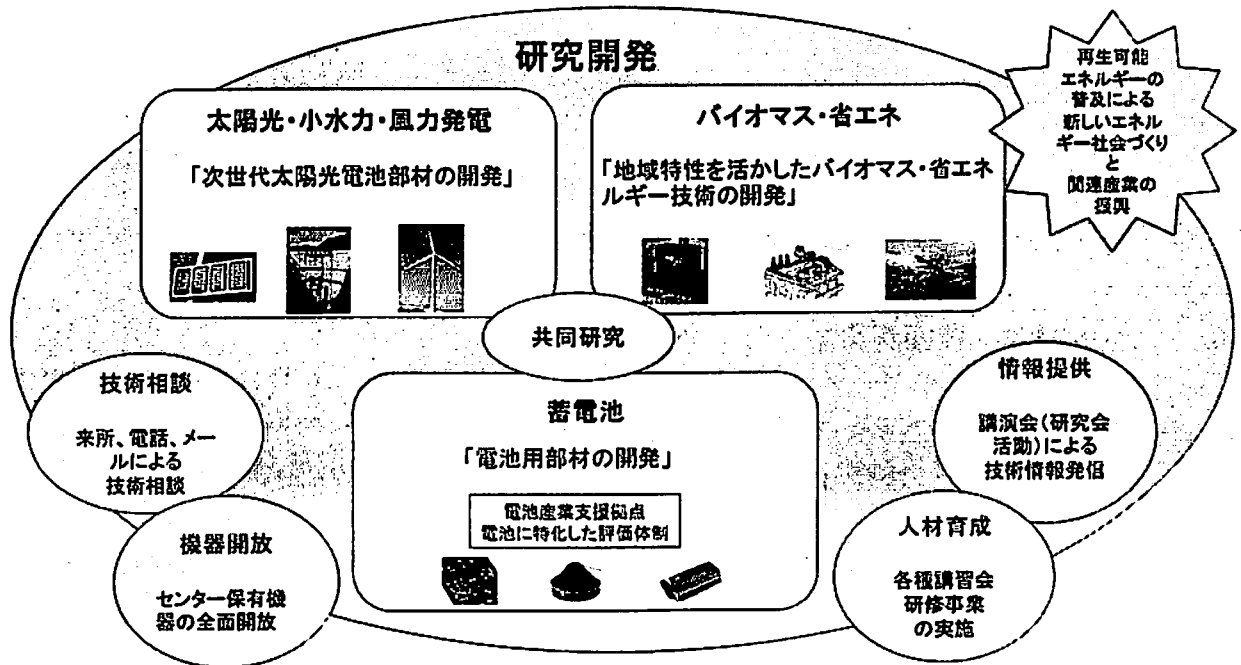 研究開発
再生可能
エネルギーの
普及による
新しいエネル
ギー社会づくり
と
関連産業の
振興
太陽光・小水力・風力発電
「次世代太陽光電池部材の開発」
バイオマス・省エネ
「地域特性を活かしたバイオマス・省エネ
ルギー技術の開発」
共同研究
技術相談
来所、電話、メー
ルによる
技術相談
機器開放
センター保有機
器の全面開放
蓄電池
「電池用部材の開発」
電池産業支援拠点
電池に特化した評価体制
情報提供
講演会(研究会
活動)による
技術情報発信
人材育成
各種講習会
研修事業
の実施